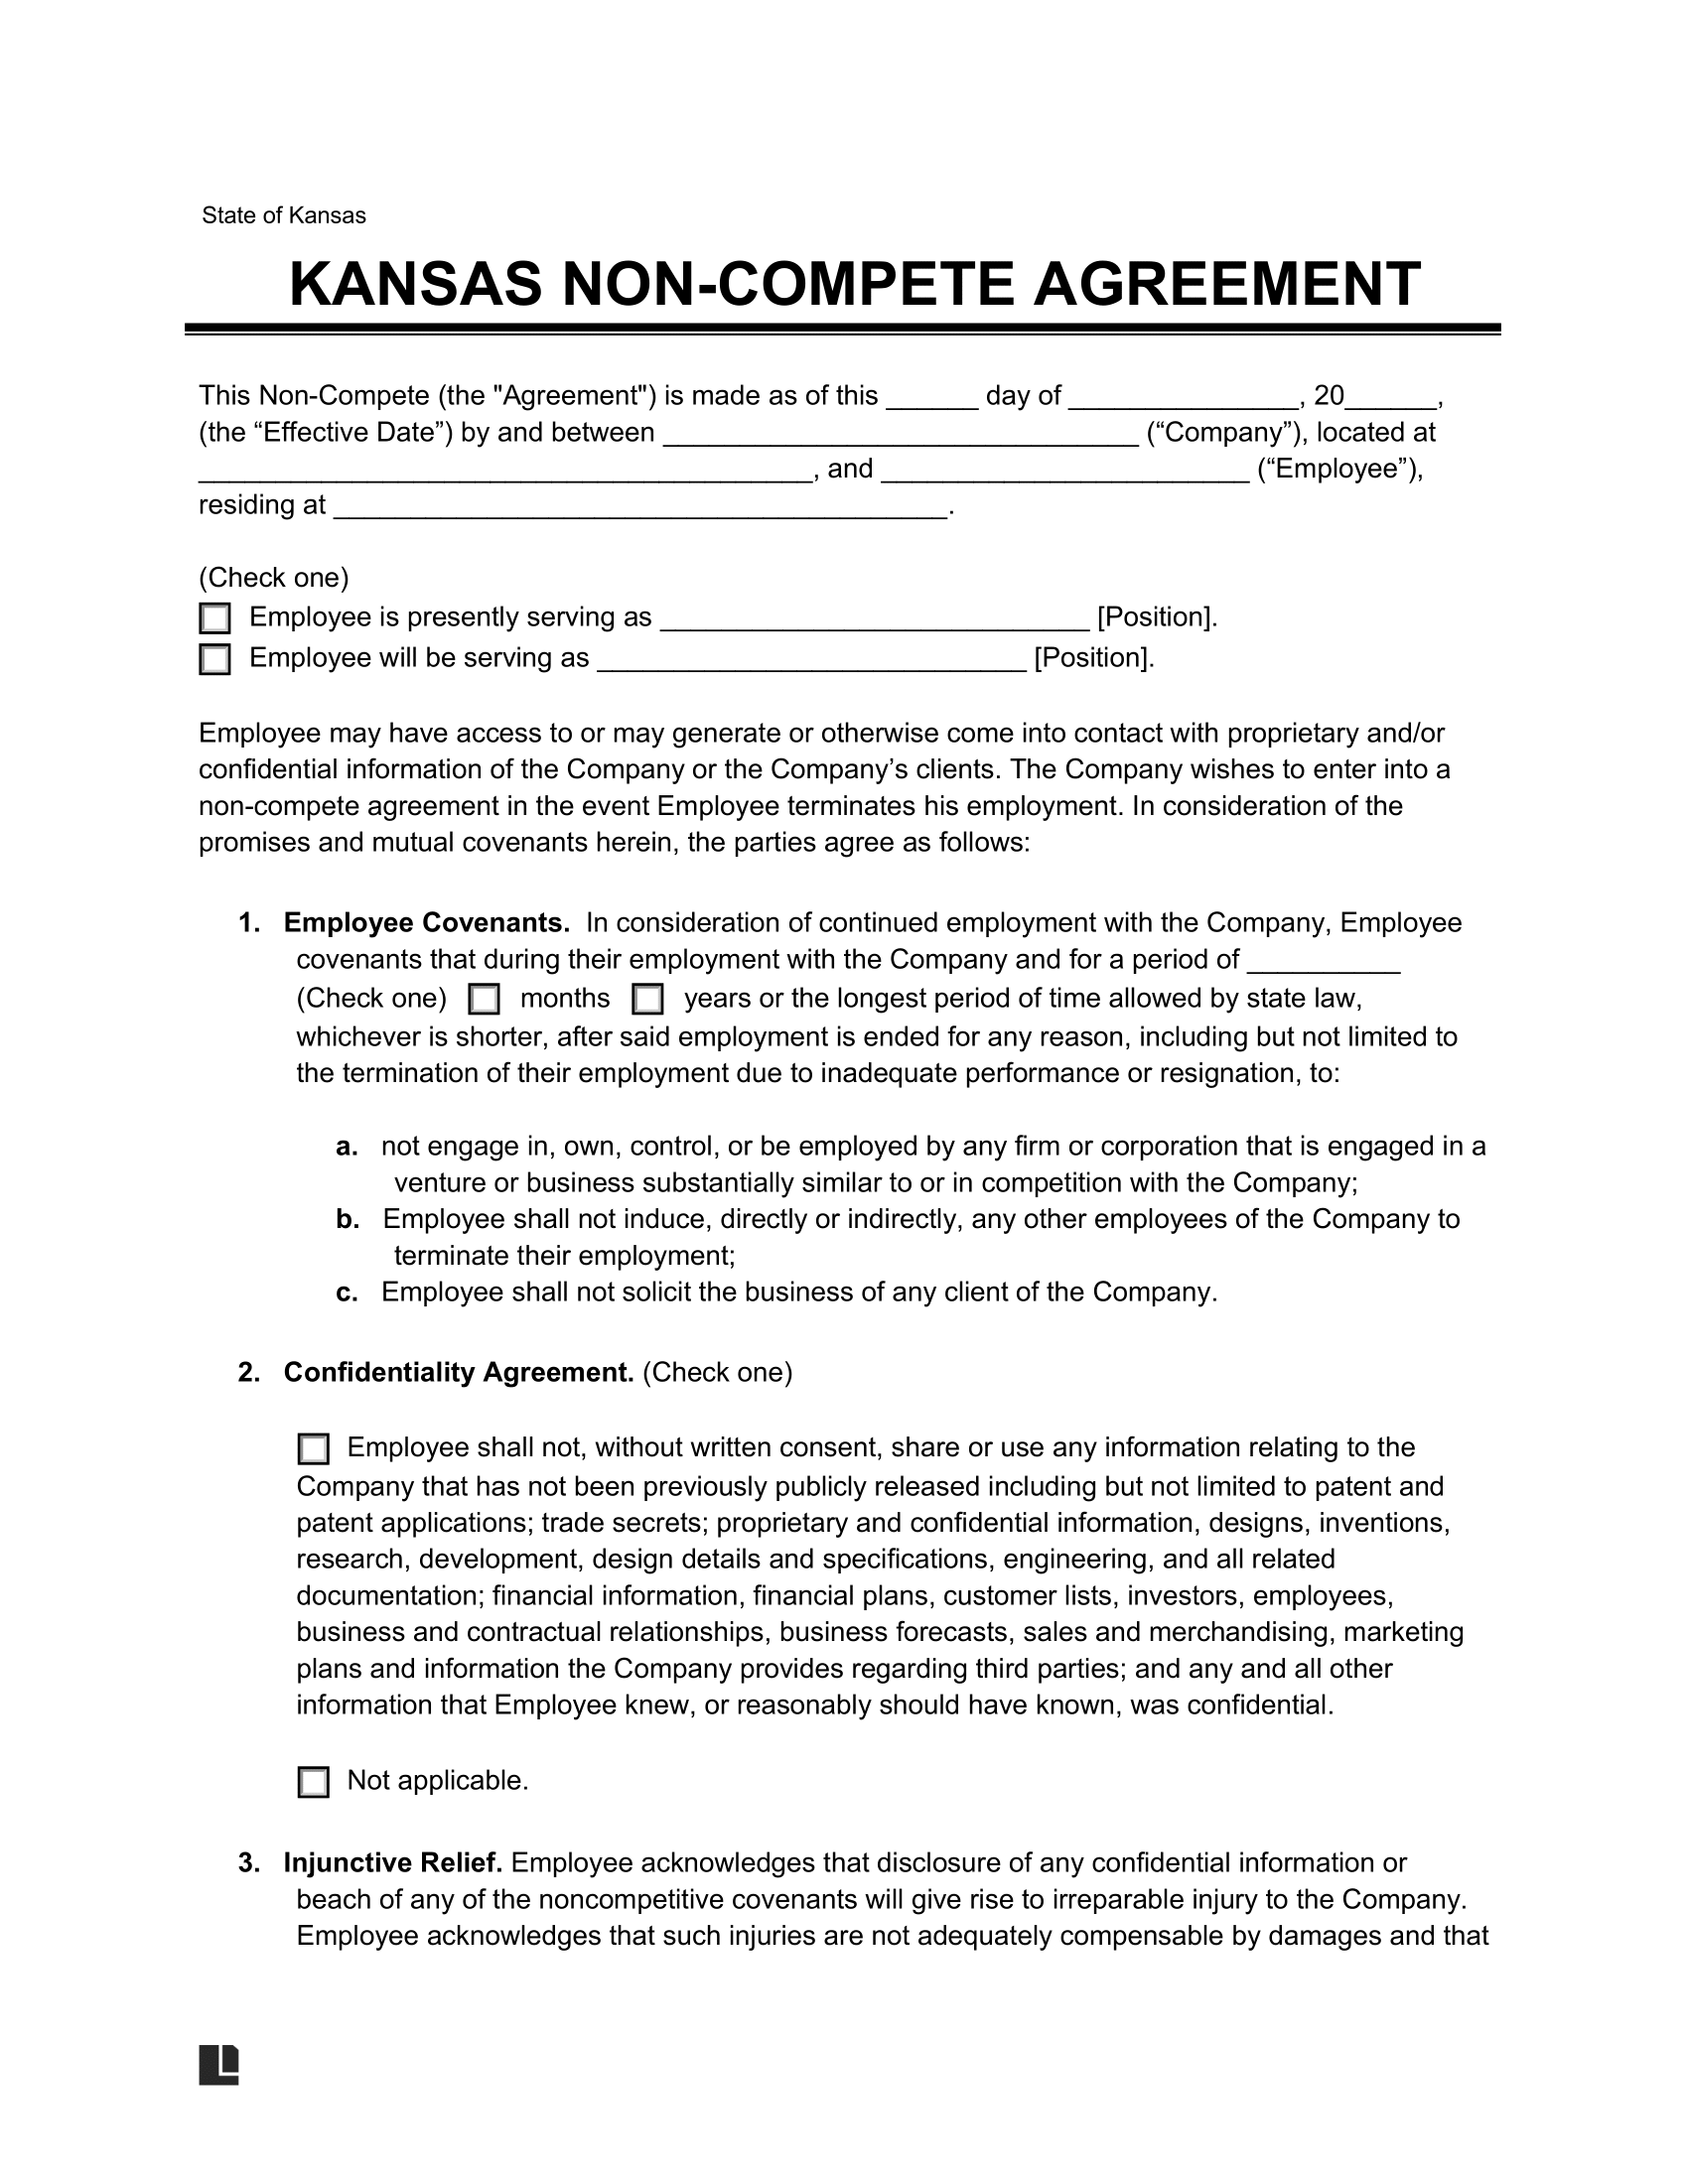 State of Kansas
KANSAS NON-COMPETE AGREEMENT
This Non-Compete (the "Agreement") is made as of this ______ day of _______________, 20______,
(the “Effective Date”) by and between _______________________________ (“Company”), located at
________________________________________, and ________________________ (“Employee”),
residing at ________________________________________.
(Check one)
Employee is presently serving as ____________________________ [Position].
Employee will be serving as ____________________________ [Position].
Employee may have access to or may generate or otherwise come into contact with proprietary and/or
confidential information of the Company or the Company’s clients. The Company wishes to enter into a
non-compete agreement in the event Employee terminates his employment. In consideration of the
promises and mutual covenants herein, the parties agree as follows:
1. Employee Covenants. In consideration of continued employment with the Company, Employee
covenants that during their employment with the Company and for a period of __________
(Check one) months years or the longest period of time allowed by state law,
whichever is shorter, after said employment is ended for any reason, including but not limited to
the termination of their employment due to inadequate performance or resignation, to:
a. not engage in, own, control, or be employed by any firm or corporation that is engaged in a
venture or business substantially similar to or in competition with the Company;
b. Employee shall not induce, directly or indirectly, any other employees of the Company to
terminate their employment;
c. Employee shall not solicit the business of any client of the Company.
2. Confidentiality Agreement. (Check one)
Employee shall not, without written consent, share or use any information relating to the
Company that has not been previously publicly released including but not limited to patent and
patent applications; trade secrets; proprietary and confidential information, designs, inventions,
research, development, design details and specifications, engineering, and all related
documentation; financial information, financial plans, customer lists, investors, employees,
business and contractual relationships, business forecasts, sales and merchandising, marketing
plans and information the Company provides regarding third parties; and any and all other
information that Employee knew, or reasonably should have known, was confidential.
Not applicable.
3. Injunctive Relief. Employee acknowledges that disclosure of any confidential information or
beach of any of the noncompetitive covenants will give rise to irreparable injury to the Company.
Employee acknowledges that such injuries are not adequately compensable by damages and that